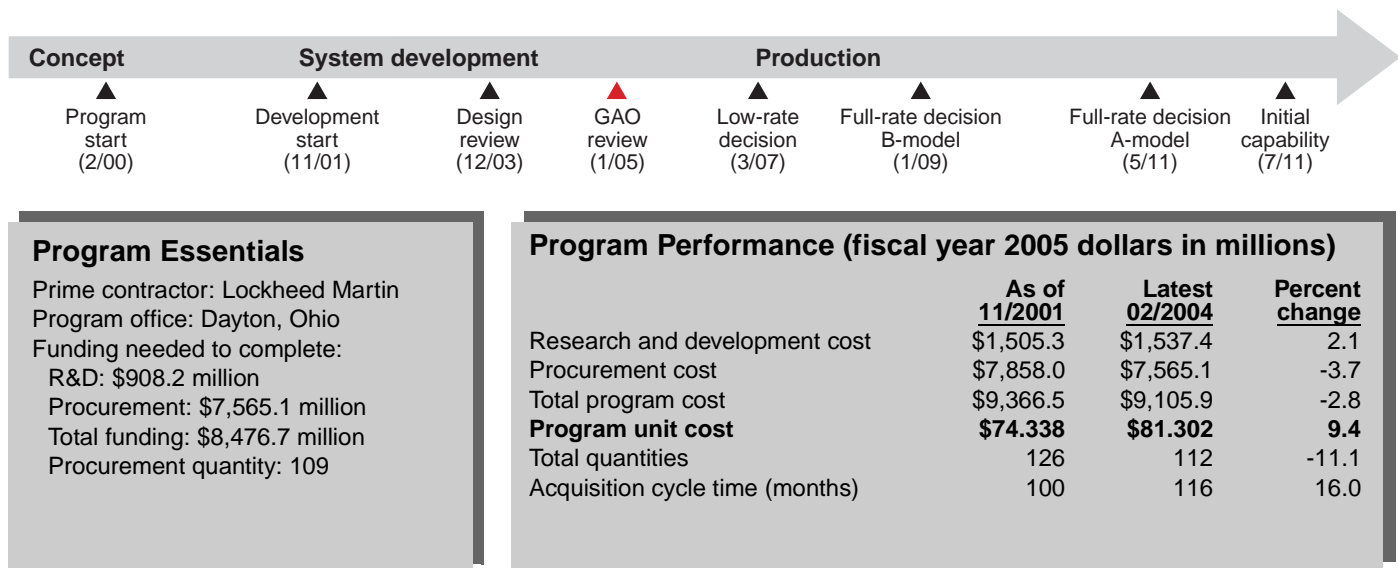 Concept System development Production
Program start (2/00)
Development start (11/01)
Design review (12/03)
GAO review (1/05)
Low-rate decision (3/07)
Full-rate decision B-model (1/09)
Full-rate decision A-model (5/11)
Initial capability (7/11)
Program Essentials
Prime contractor: Lockheed Martin
Program office: Dayton, Ohio
Funding needed to complete:
R&D: $908.2 million
Procurement: $7,565.1 million
Total funding: $8,476.7 million
Procurement quantity: 109
Program Performance (fiscal year 2005 dollars in millions)
As of 11/2001 Latest 02/2004 Percent change
Research and development cost $1,505.3 $1,537.4 2.1
Procurement cost $7,858.0 $7,565.1 -3.7
Total program cost $9,366.5 $9,105.9 -2.8
Program unit cost $74.338 $81.302 9.4
Total quantities 126 112 -11.1
Acquisition cycle time (months) 100 116 16.0